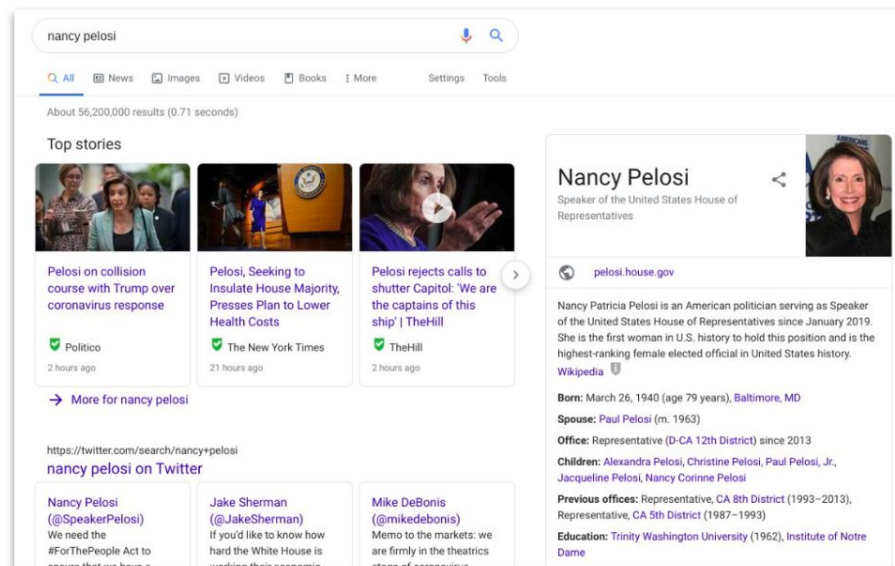 nancy pelosi
All News Images Videos Books More Settings Tools
About 56,200,000 results (0.71 seconds)
Top stories
Pelosi on collision
course with Trump over
coronavirus response
Politico
2 hours ago
Pelosi, Seeking to
Insulate House Majority,
Presses Plan to Lower
Health Costs
The New York Times
21 hours ago
Pelosi rejects calls to
shutter Capitol: 'We are
the captains of this
ship' | TheHill
TheHill
2 hours ago
More for nancy pelosi
https://twitter.com/search/nancy+pelosi
nancy pelosi on Twitter
Nancy Pelosi
(@SpeakerPelosi)
We need the
#ForThePeople Act to
Jake Sherman
(@JakeSherman)
If you'd like to know how
hard the White House is
Mike DeBonis
(@mikedebonis)
Memo to the markets: we
are firmly in the theatrics
AMERICANS
Nancy Pelosi
Speaker of the United States House of
Representatives
pelosi.house.gov
Nancy Patricia Pelosi is an American politician serving as Speaker
of the United States House of Representatives since January 2019.
She is the first woman in U.S. history to hold this position and is the
highest-ranking female elected official in United States history.
Wikipedia
Born: March 26, 1940 (age 79 years), Baltimore, MD
Spouse: Paul Pelosi (m. 1963)
Office: Representative (D-CA 12th District) since 2013
Children: Alexandra Pelosi, Christine Pelosi, Paul Pelosi, Jr.,
Jacqueline Pelosi, Nancy Corinne Pelosi
Previous offices: Representative, CA 8th District (1993–2013),
Representative, CA 5th District (1987–1993)
Education: Trinity Washington University (1962), Institute of Notre
Dame